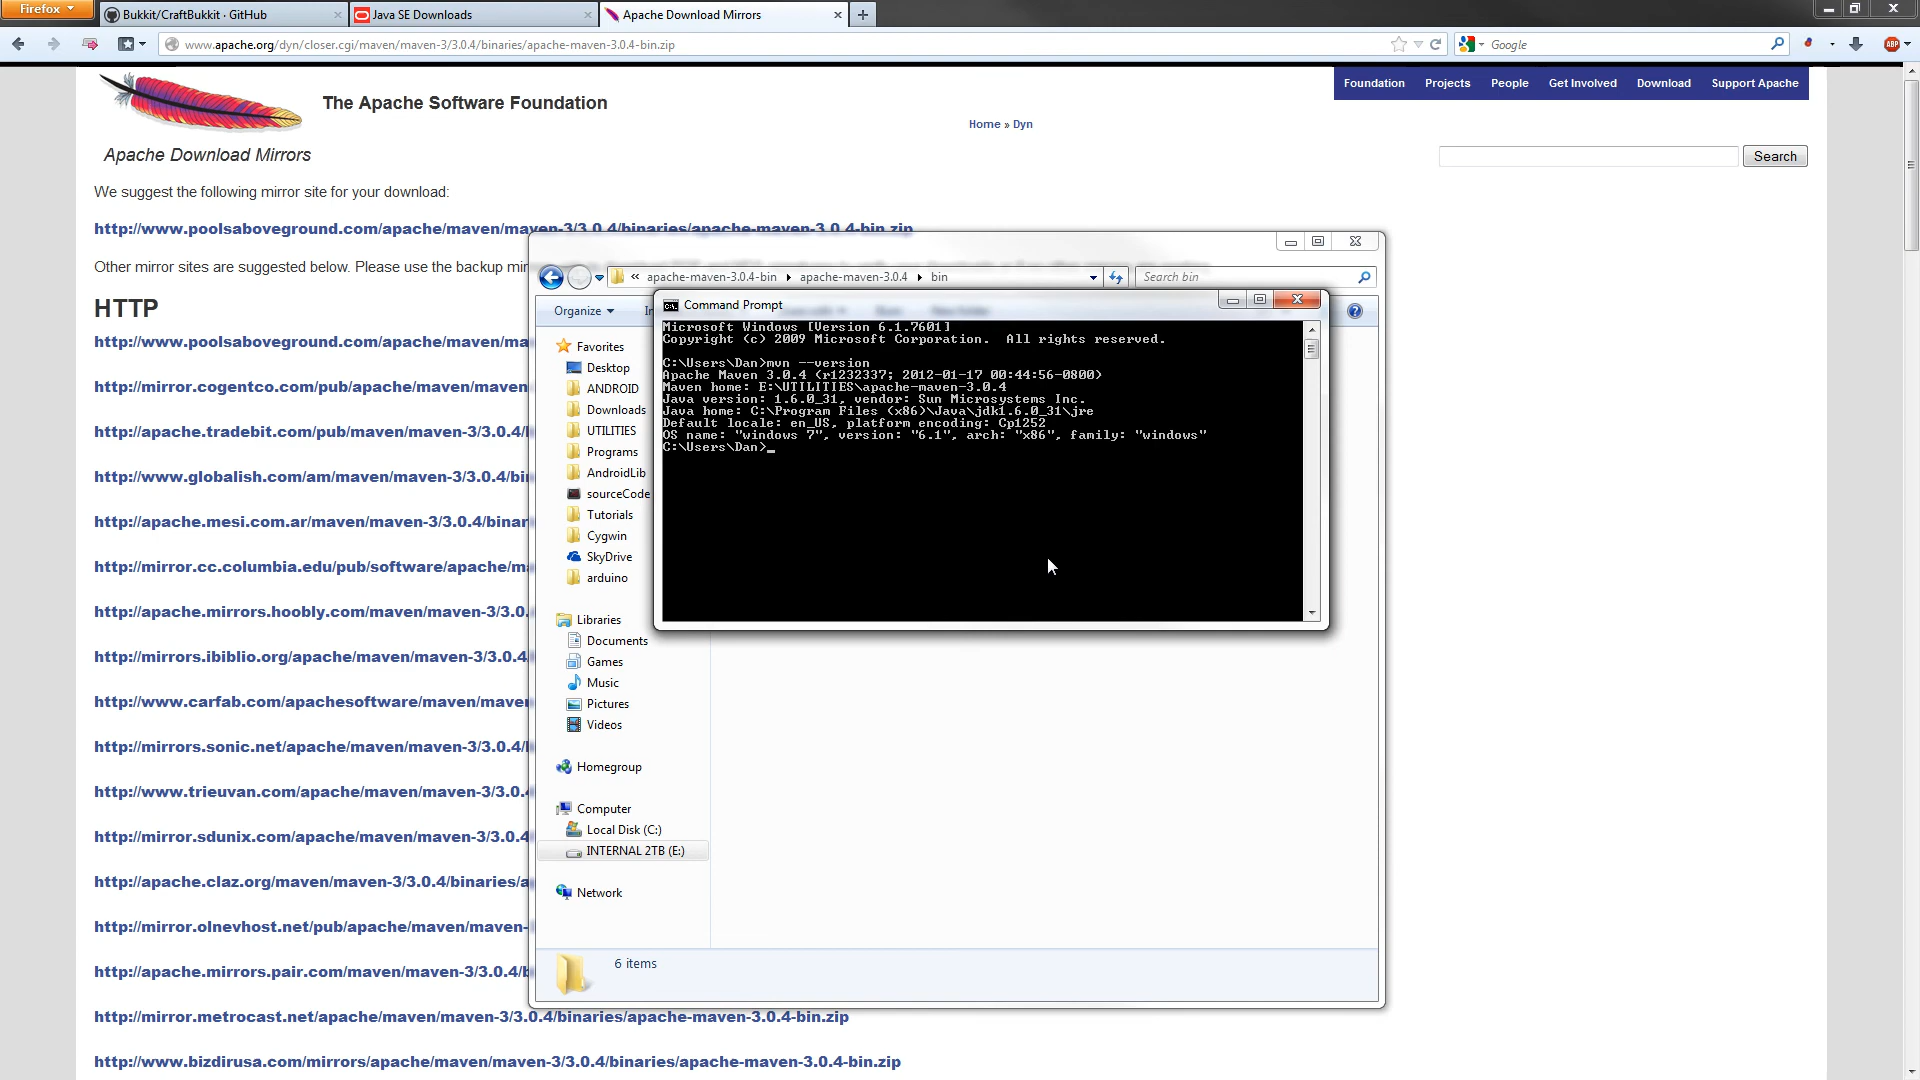 Firefox
Bukkit/CraftBukkit · GitHub
Java SE Downloads
Apache Download Mirrors
www.apache.org/dyn/closer.cgi/maven/maven-3/3.0.4/binaries/apache-maven-3.0.4-bin.zip
Google
ABP
The Apache Software Foundation
Foundation Projects People Get Involved Download Support Apache
Home » Dyn
Apache Download Mirrors
Search
We suggest the following mirror site for your download:
http://www.poolsaboveground.com/apache/maven/maven-3/3.0.4/binaries/apache-maven-3.0.4-bin.zip
Other mirror sites are suggested below. Please use the backup
HTTP
http://www.poolsaboveground.com/apache/maven/ma
http://mirror.cogentco.com/pub/apache/maven/maven
http://apache.tradebit.com/pub/maven/maven-3/3.0.4/
http://www.globalish.com/am/maven/maven-3/3.0.4/bi
http://apache.mesi.com.ar/maven/maven-3/3.0.4/binar
http://mirror.cc.columbia.edu/pub/software/apache/m
http://apache.mirrors.hoobly.com/maven/maven-3/3.0.
http://mirrors.ibiblio.org/apache/maven/maven-3/3.0.4
http://www.carfab.com/apachesoftware/maven/maven
http://mirrors.sonic.net/apache/maven/maven-3/3.0.4/
http://www.trieuvan.com/apache/maven/maven-3/3.0.4
http://mirror.sdunix.com/apache/maven/maven-3/3.0.4
http://apache.claz.org/maven/maven-3/3.0.4/binaries/a
http://mirror.olnevhost.net/pub/apache/maven/maven-
http://apache.mirrors.pair.com/maven/maven-3/3.0.4/b
http://mirror.metrocast.net/apache/maven/maven-3/3.0.4/binaries/apache-maven-3.0.4-bin.zip
http://www.bizdirusa.com/mirrors/apache/maven/maven-3/3.0.4/binaries/apache-maven-3.0.4-bin.zip
« apache-maven-3.0.4-bin apache-maven-3.0.4 bin
Search bin
Organize
Favorites
Desktop
ANDROID
Downloads
UTILITIES
Programs
AndroidLib
sourceCode
Tutorials
Cygwin
SkyDrive
arduino
Libraries
Documents
Games
Music
Pictures
Videos
Homegroup
Computer
Local Disk (C:)
INTERNAL 2TB (E:)
Network
6 items
Command Prompt
Microsoft Windows [Version 6.1.7601]
Copyright (c) 2009 Microsoft Corporation. All rights reserved.
C:\Users\Dan>mvn --version
Apache Maven 3.0.4 (r1232337; 2012-01-17 00:44:56-0800)
Maven home: E:\UTILITIES\apache-maven-3.0.4
Java version: 1.6.0_31, vendor: Sun Microsystems Inc.
Java home: C:\Program Files (x86)\Java\jdk1.6.0_31\jre
Default locale: en_US, platform encoding: Cp1252
OS name: "windows 7", version: "6.1", arch: "x86", family: "windows"
C:\Users\Dan>_